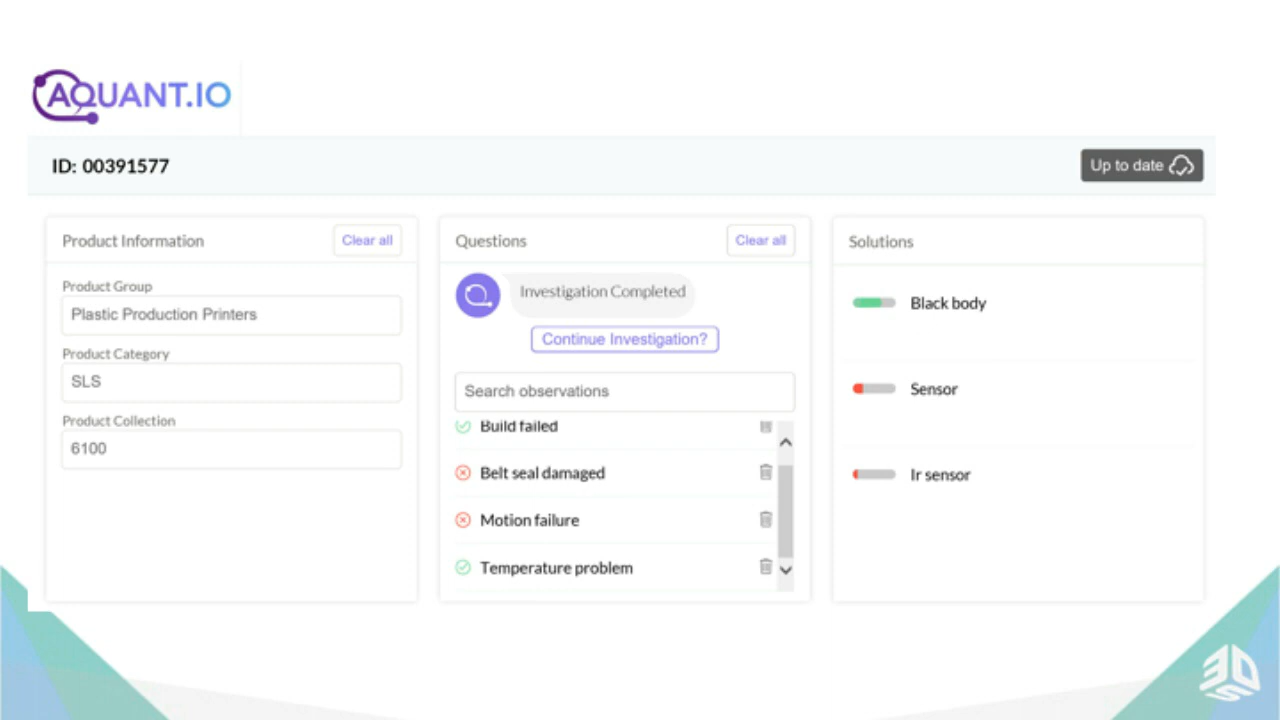 AQUANT.IO
ID: 00391577
Up to date
Product Information
Clear all
Product Group
Plastic Production Printers
Product Category
SLS
Product Collection
6100
Questions
Clear all
Investigation Completed
Continue Investigation?
Search observations
Build failed
Belt seal damaged
Motion failure
Temperature problem
Solutions
Black body
Sensor
Ir sensor
3DS